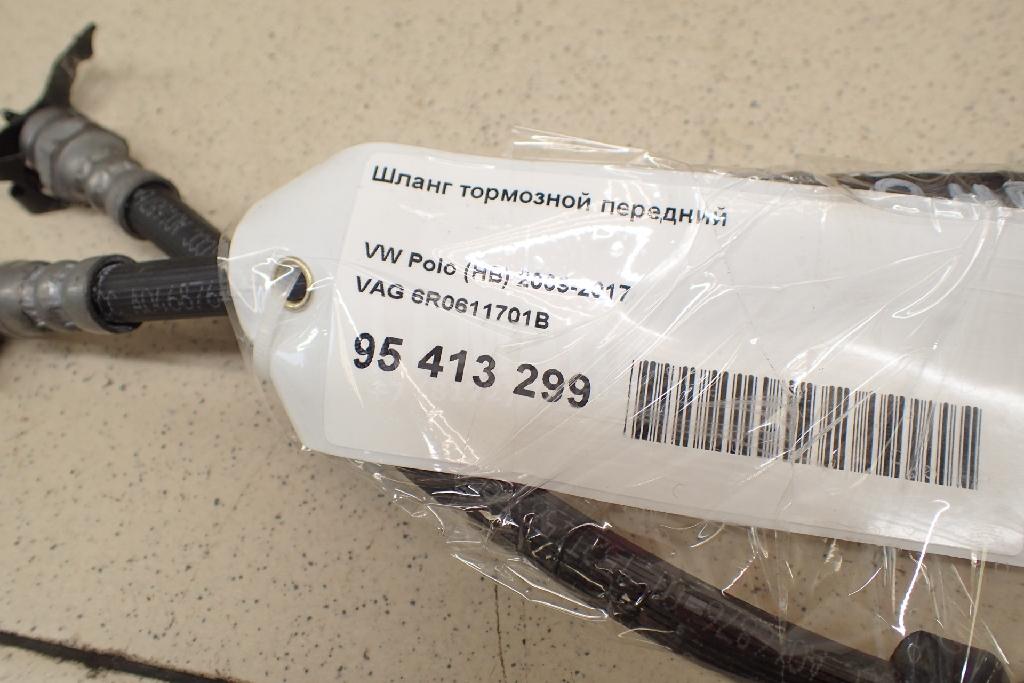 Шланг тормозной передний
VW Polo (HB) 2009-2017
VAG 6R0611701B
95 413 299